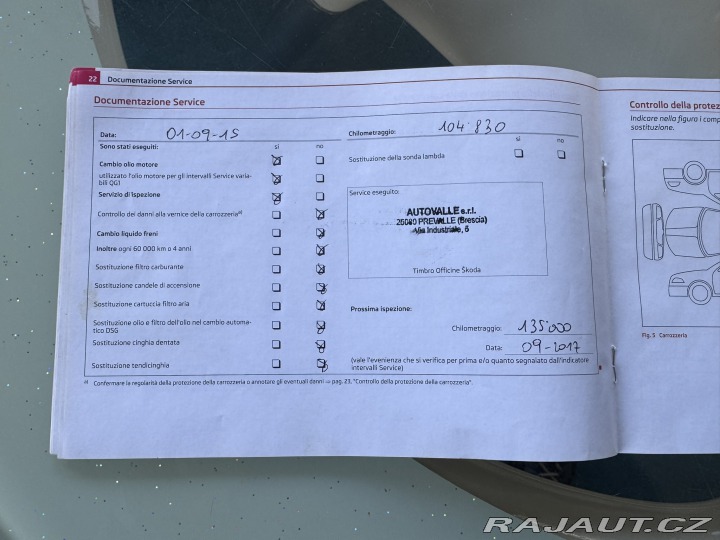 22 Documentazione Service
Documentazione Service
Data: 01-09-15
Chilometraggio: 104.830
Sono stati eseguiti: sì no
sì no
Cambio olio motore
Sostituzione della sonda lambda
utilizzato l'olio motore per gli intervalli Service varia-
bili QG1
Servizio di ispezione
Controllo dei danni alla vernice della carrozzeria a)
Cambio liquido freni
Inoltre ogni 60 000 km o 4 anni
Sostituzione filtro carburante
Sostituzione candele di accensione
Sostituzione cartuccia filtro aria
Sostituzione olio e filtro dell'olio nel cambio automa-
tico DSG
Sostituzione cinghia dentata
Sostituzione tendicinghia
Service eseguito:
AUTOVALLE s.r.l.
25080 PREVALLE (Brescia)
Via Industriale, 5
Timbro Officine Škoda
Prossima ispezione:
Chilometraggio: 135000
Data: 09-2017
(vale l'evenienza che si verifica per prima e/o quanto segnalato dall'indicatore
intervalli Service)
a) Confermare la regolarità della protezione della carrozzeria o annotare gli eventuali danni ⇒ pag. 23, "Controllo della protezione della carrozzeria".
Controllo della protez
Indicare nella figura i comp
sostituzione.
Fig. 5 Carrozzeria
RAJAUT.CZ